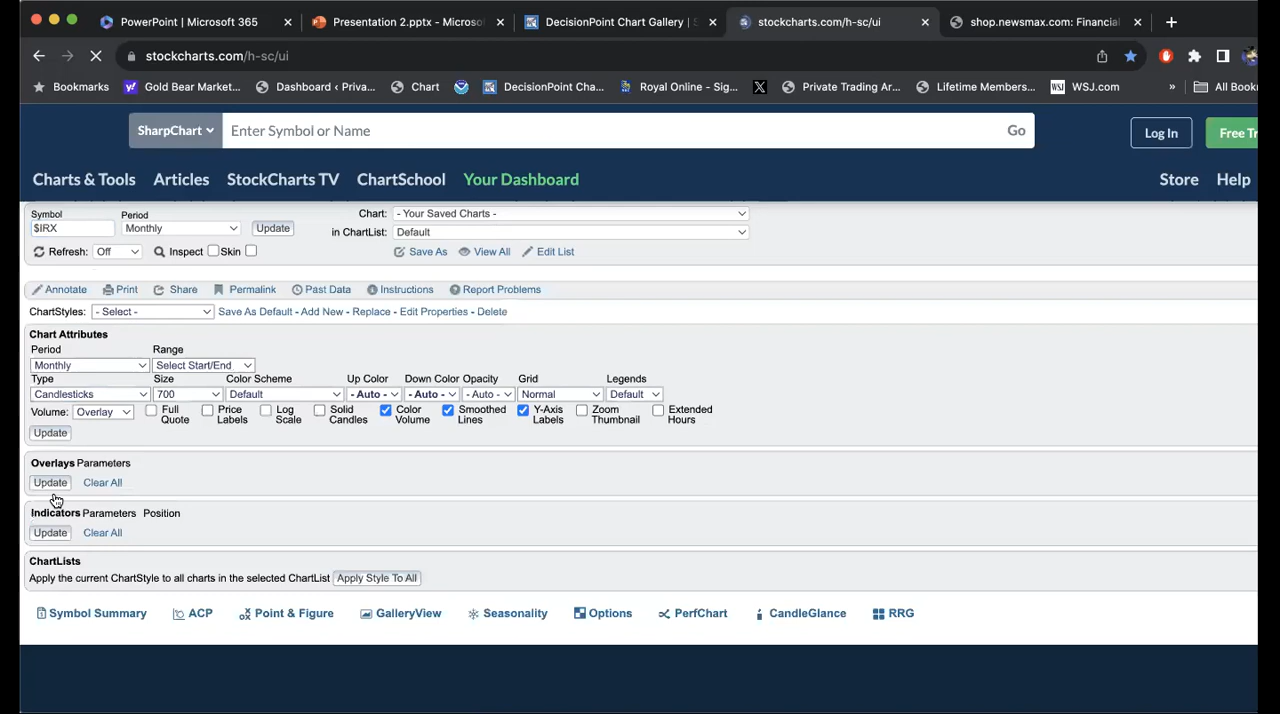 PowerPoint | Microsoft 365
Presentation 2.pptx - Microso
DecisionPoint Chart Gallery | S
stockcharts.com/h-sc/ui
shop.newsmax.com: Financial
stockcharts.com/h-sc/ui
Bookmarks Gold Bear Market... Dashboard ‹ Priva... Chart DecisionPoint Cha... Royal Online - Sig... Private Trading Ar... Lifetime Members... WSJ WSJ.com » All Book
SharpChart Enter Symbol or Name Go Log In Free Tr
Charts & Tools Articles StockCharts TV ChartSchool Your Dashboard Store Help
Symbol Period Chart: - Your Saved Charts -
$IRX Monthly Update in ChartList: Default
Refresh: Off Inspect Skin Save As View All Edit List
Annotate Print Share Permalink Past Data Instructions Report Problems
ChartStyles: - Select - Save As Default - Add New - Replace - Edit Properties - Delete
Chart Attributes
Period Range
Monthly Select Start/End
Type Size Color Scheme Up Color Down Color Opacity Grid Legends
Candlesticks 700 Default - Auto - - Auto - - Auto - Normal Default
Volume: Overlay Full Quote Price Labels Log Scale Solid Candles Color Volume Smoothed Lines Y-Axis Labels Zoom Thumbnail Extended Hours
Update
Overlays Parameters
Update Clear All
Indicators Parameters Position
Update Clear All
ChartLists
Apply the current ChartStyle to all charts in the selected ChartList Apply Style To All
Symbol Summary ACP Point & Figure GalleryView Seasonality Options PerfChart CandleGlance RRG